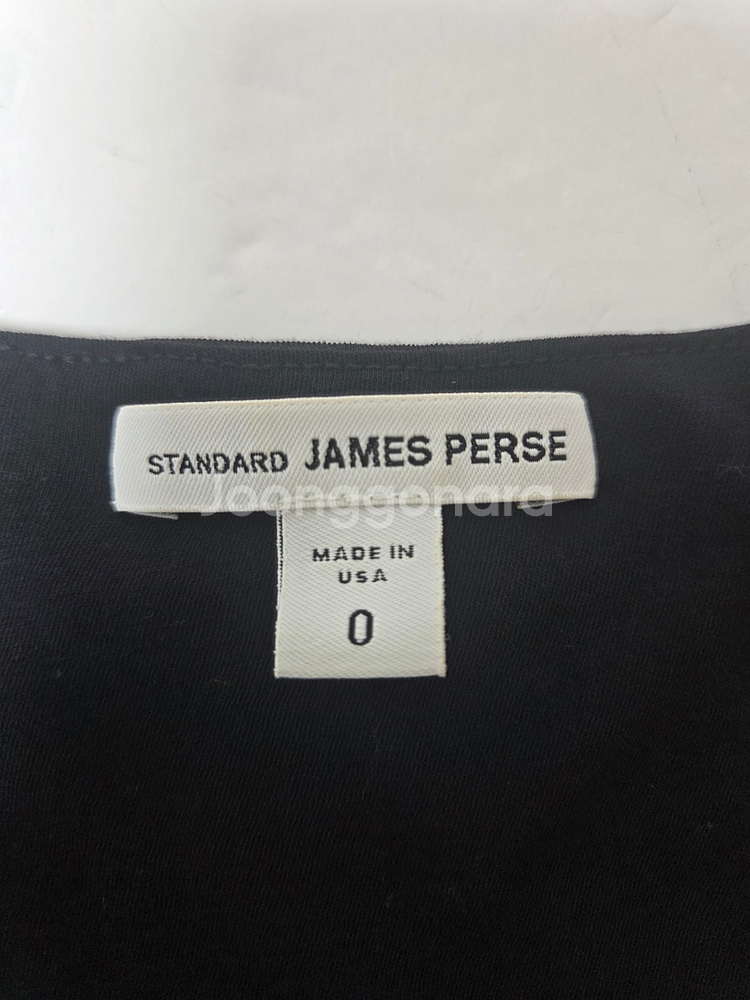 STANDARD JAMES PERSE
Joonggonara
MADE IN
USA
0